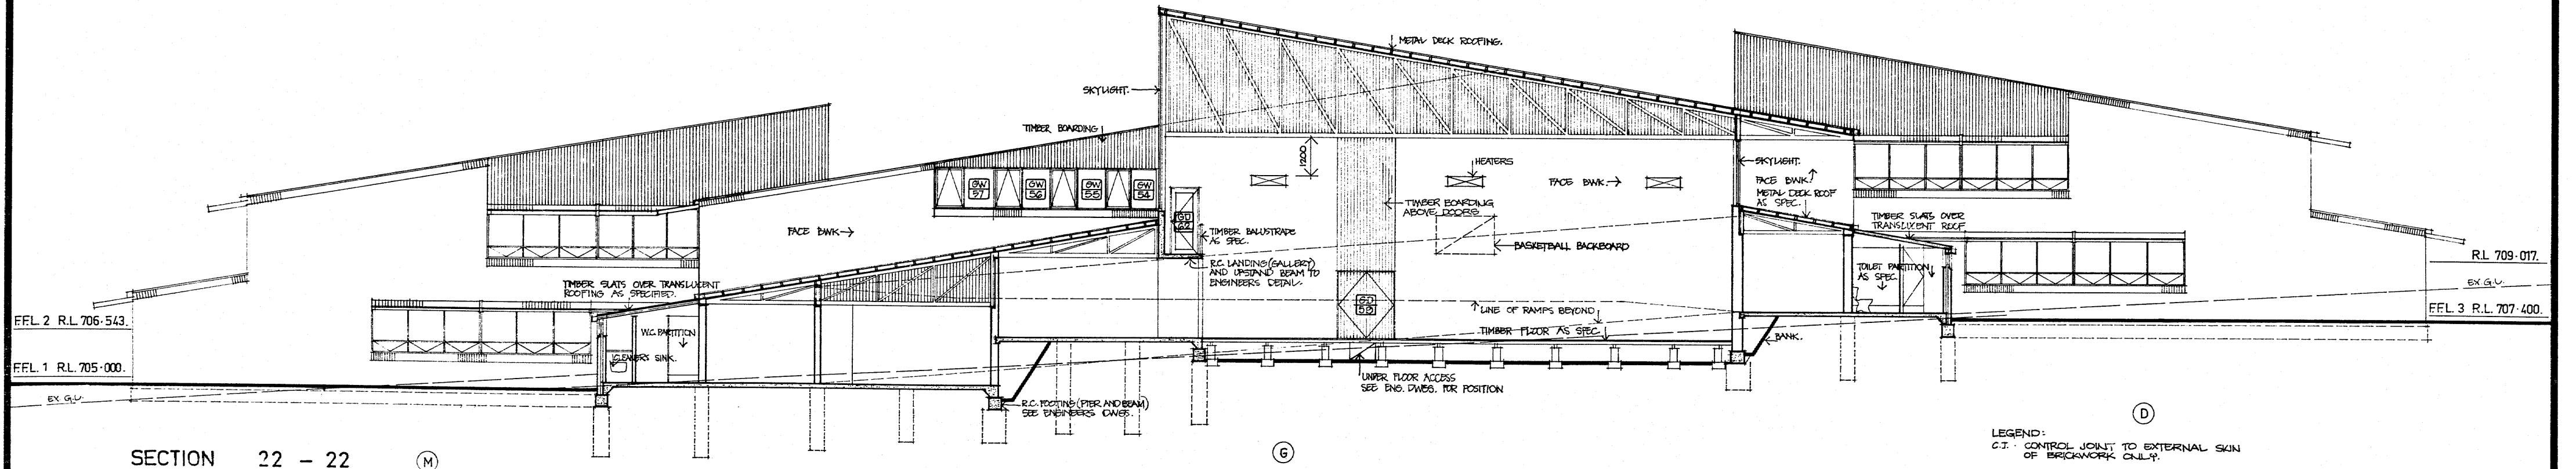 METAL DECK ROOFING.
SKYLIGHT.
TIMBER BOARDING
1200
HEATERS
FACE BWK.
SKYLIGHT.
FACE BWK.
METAL DECK ROOF
AS SPEC.
GW
57
GW
56
GW
55
GW
54
GD
62
TIMBER BOARDING
ABOVE DOORS
TIMBER SLATS OVER
TRANSLUCENT ROOF
FACE BWK
TIMBER BALUSTRADE
AS SPEC.
BASKETBALL BACKBOARD
R.L. 709·017.
R.C. LANDING (GALLERY)
AND UPSTAND BEAM TO
ENGINEERS DETAIL.
TOILET PARTITION
AS SPEC.
EX G.L.
TIMBER SLATS OVER TRANSLUCENT
ROOFING AS SPECIFIED.
GD
LINE OF RAMPS BEYOND
F.F.L. 3 R.L. 707·400.
F.F.L. 2 R.L. 706·543.
W.C. PARTITION
TIMBER FLOOR AS SPEC.
BANK.
CLEANERS SINK.
F.F.L. 1 R.L. 705·000.
UNDER FLOOR ACCESS
SEE ENG. DWGS. FOR POSITION
EX G.L.
R.C. FOOTING (PIER AND BEAM)
SEE ENGINEERS DWGS.
D
LEGEND:
C.J. · CONTROL JOINT TO EXTERNAL SKIN
OF BRICKWORK ONLY.
SECTION 22 – 22
M
G